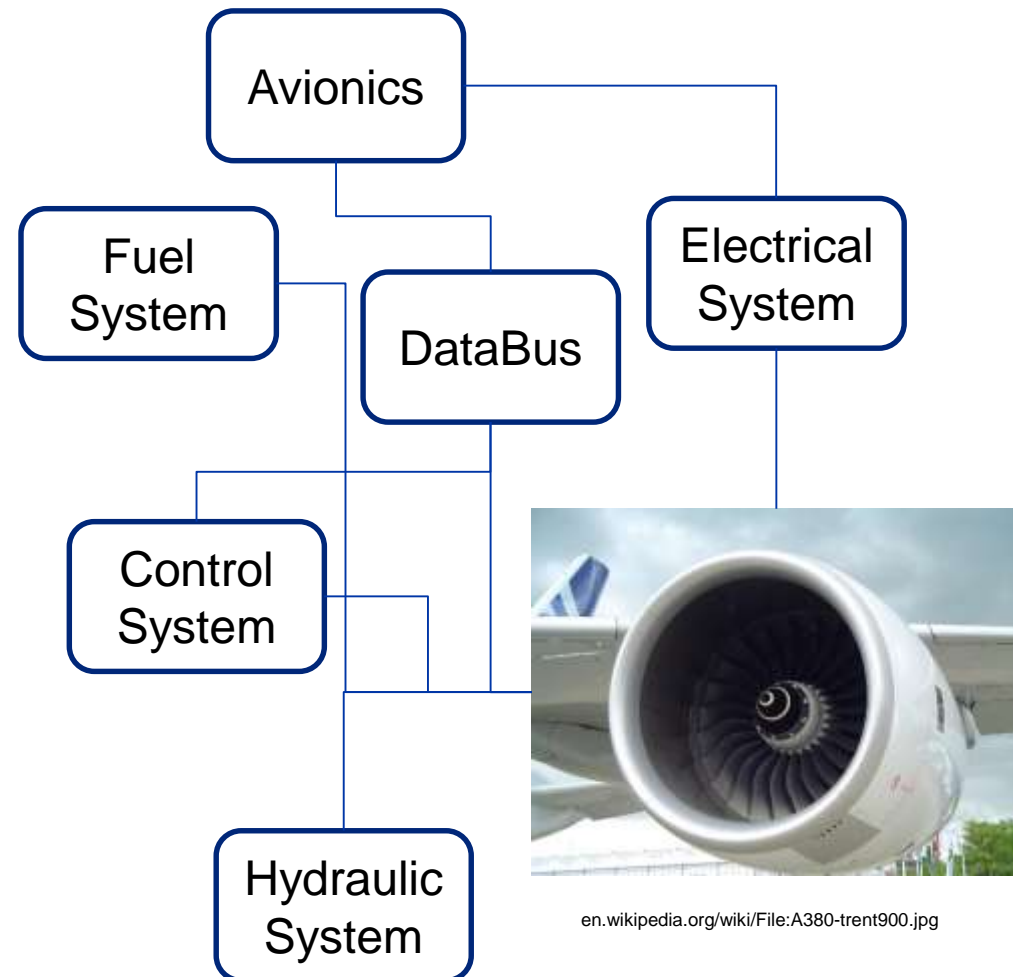 Avionics
Fuel
System
Electrical
System
DataBus
Control
System
Hydraulic
System
en.wikipedia.org/wiki/File:A380-trent900.jpg